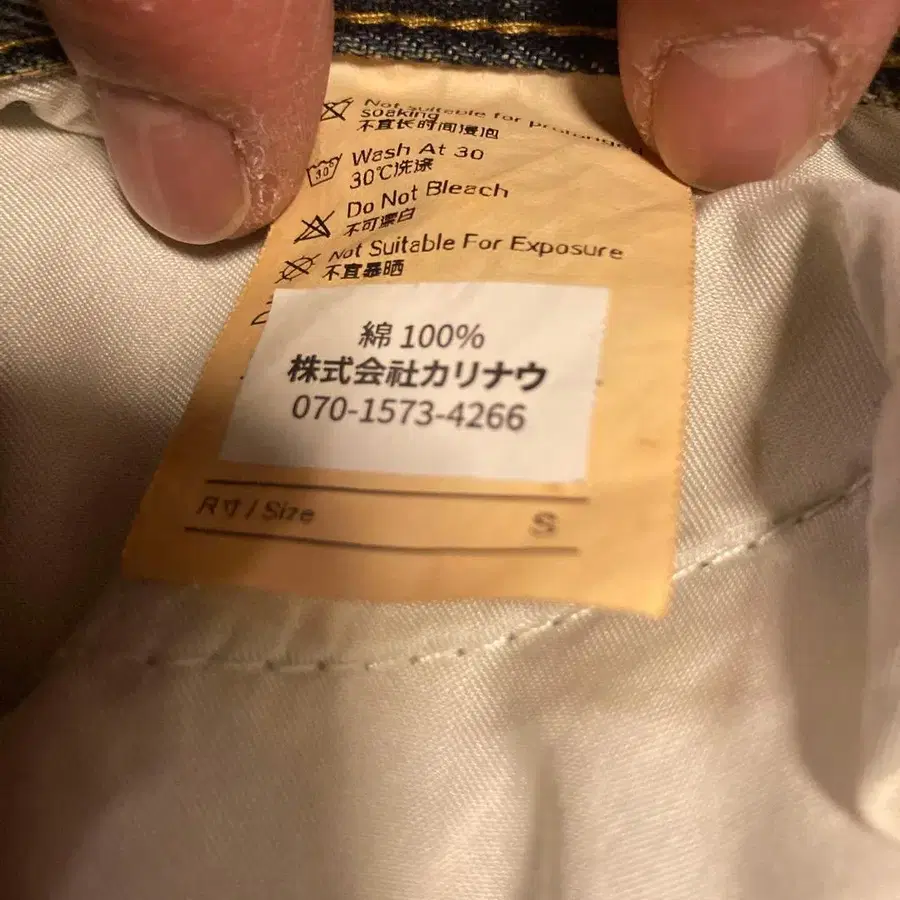 Not suitable for prolonged
soaking
不宜长时间浸泡
30°
Wash At 30
30℃洗涤
Do Not Bleach
不可漂白
Not Suitable For Exposure
不宜暴晒
綿 100%
株式会社カリナウ
070-1573-4266
尺寸 / Size S